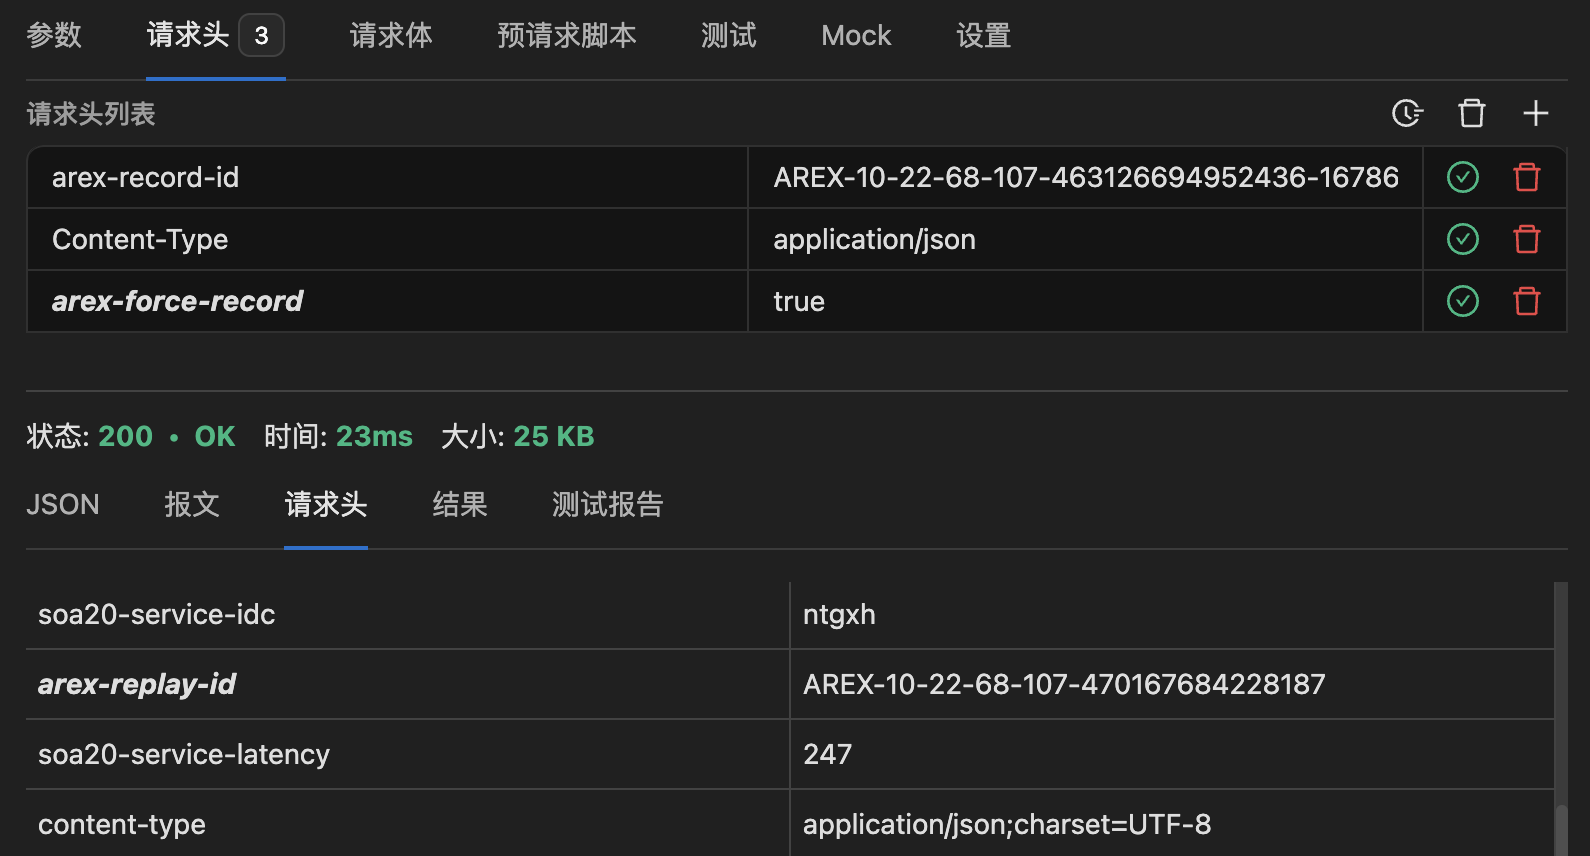 参数 请求头 3 请求体 预请求脚本 测试 Mock 设置
请求头列表
arex-record-id AREX-10-22-68-107-463126694952436-16786
Content-Type application/json
arex-force-record true
状态: 200 • OK 时间: 23ms 大小: 25 KB
JSON 报文 请求头 结果 测试报告
soa20-service-idc ntgxh
arex-replay-id AREX-10-22-68-107-470167684228187
soa20-service-latency 247
content-type application/json;charset=UTF-8